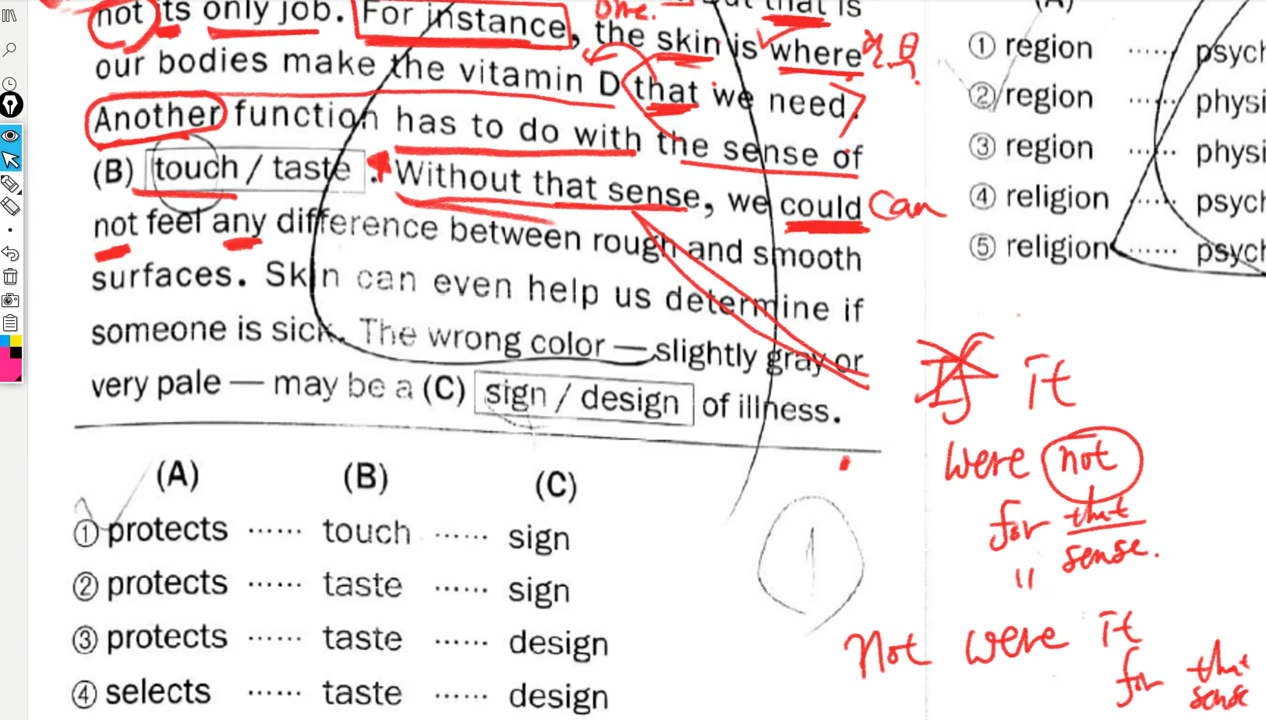 not its only job. For instance, the skin is where
one.
that is
our bodies make the vitamin D that we need.
Another function has to do with the sense of
(B) touch / taste . Without that sense, we could
can
not feel any difference between rough and smooth
surfaces. Skin can even help us determine if
someone is sick. The wrong color — slightly gray or
very pale — may be a (C) sign / design of illness.
(A) (B) (C)
① protects ...... touch ...... sign
② protects ...... taste ...... sign
③ protects ...... taste ...... design
④ selects ...... taste ...... design
1
(A)
① region ...... psych
② region ...... physi
③ region ...... physi
④ religion ...... psych
⑤ religion ...... psych
If it
were not
for that
sense.
"
Not were it
for that
sense